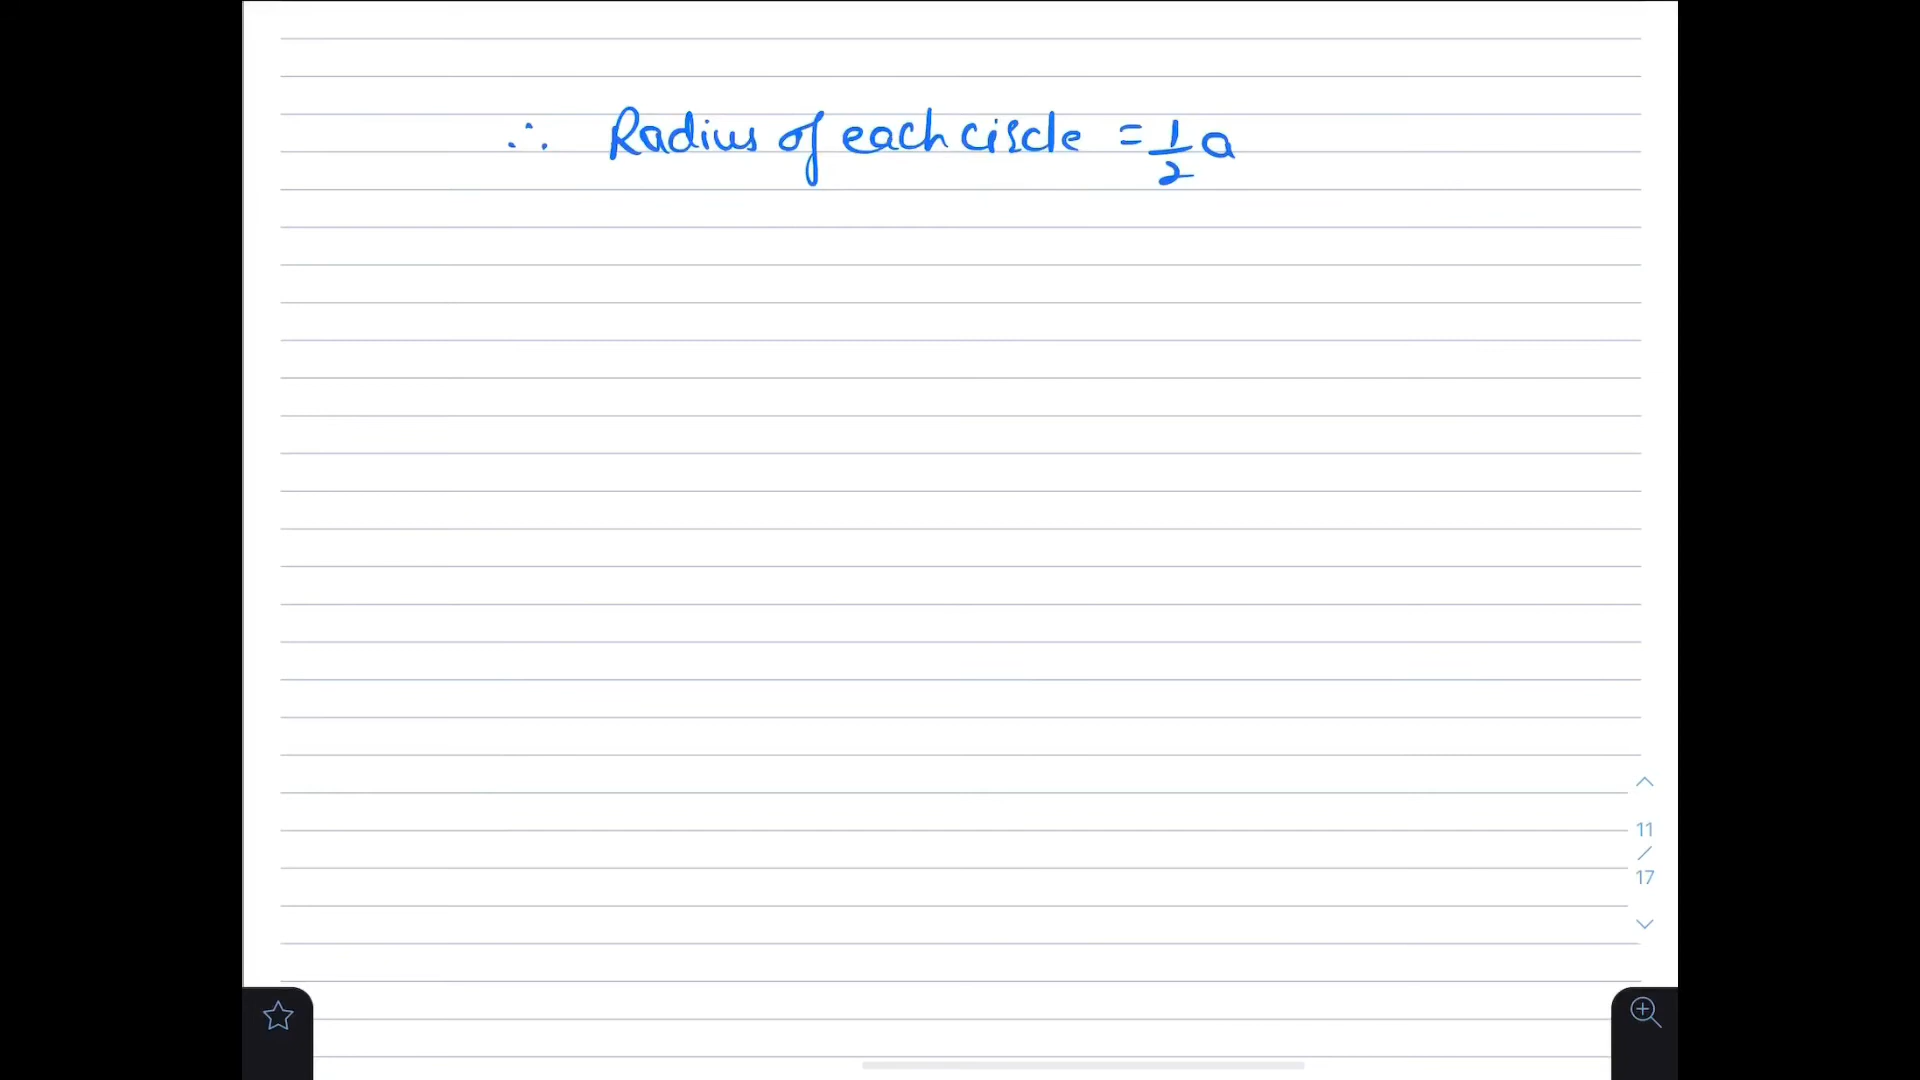 ∴ Radius of each circle = 1/2 a
11
/
17